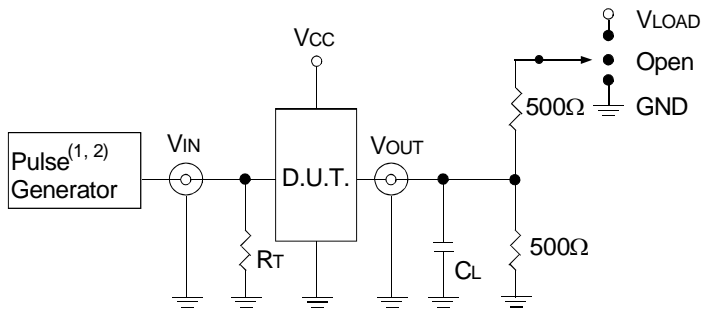 VLOAD
VCC
Open
500Ω
GND
VIN
VOUT
Pulse(1, 2)
Generator
D.U.T.
500Ω
RT
CL